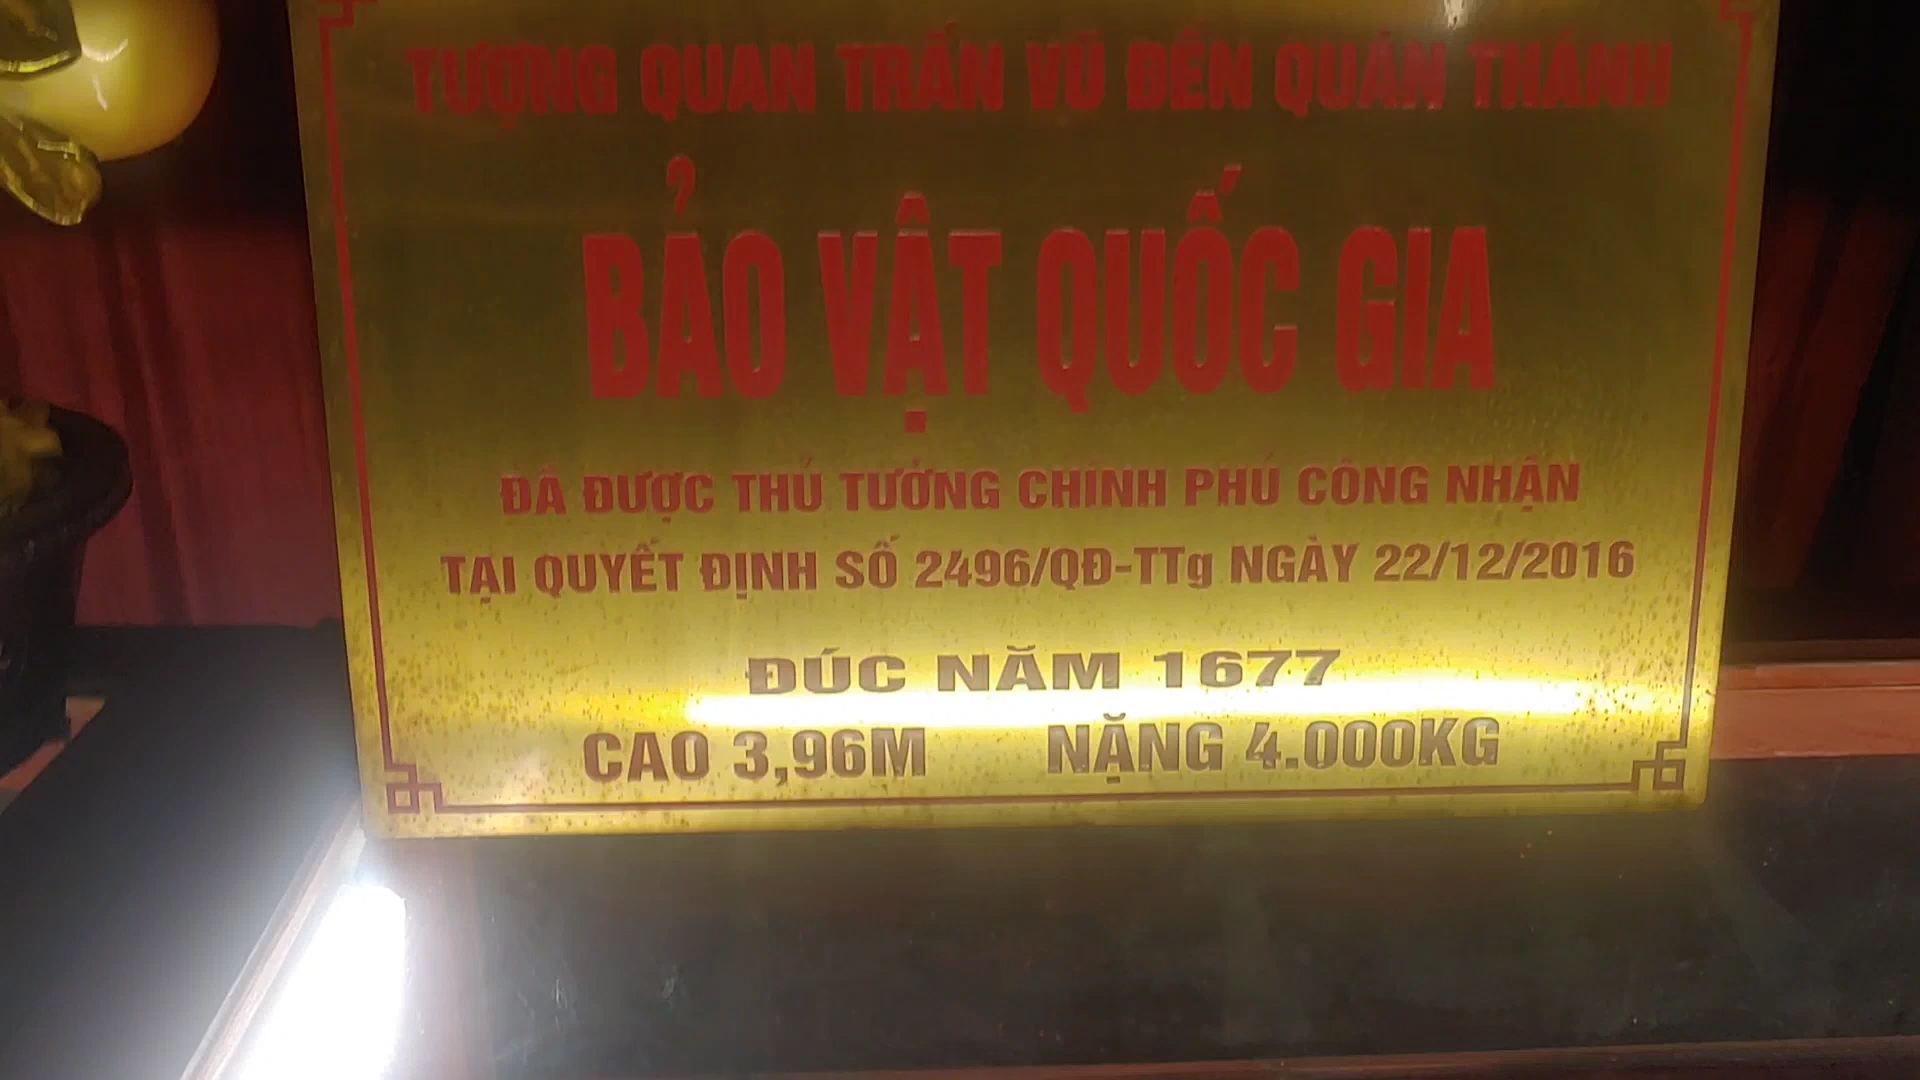 TƯỢNG QUAN TRẤN VŨ ĐỀN QUÁN THÁNH
BẢO VẬT QUỐC GIA
ĐÃ ĐƯỢC THỦ TƯỚNG CHÍNH PHỦ CÔNG NHẬN
TẠI QUYẾT ĐỊNH SỐ 2496/QĐ-TTg NGÀY 22/12/2016
ĐÚC NĂM 1677
CAO 3,96M NẶNG 4.000KG